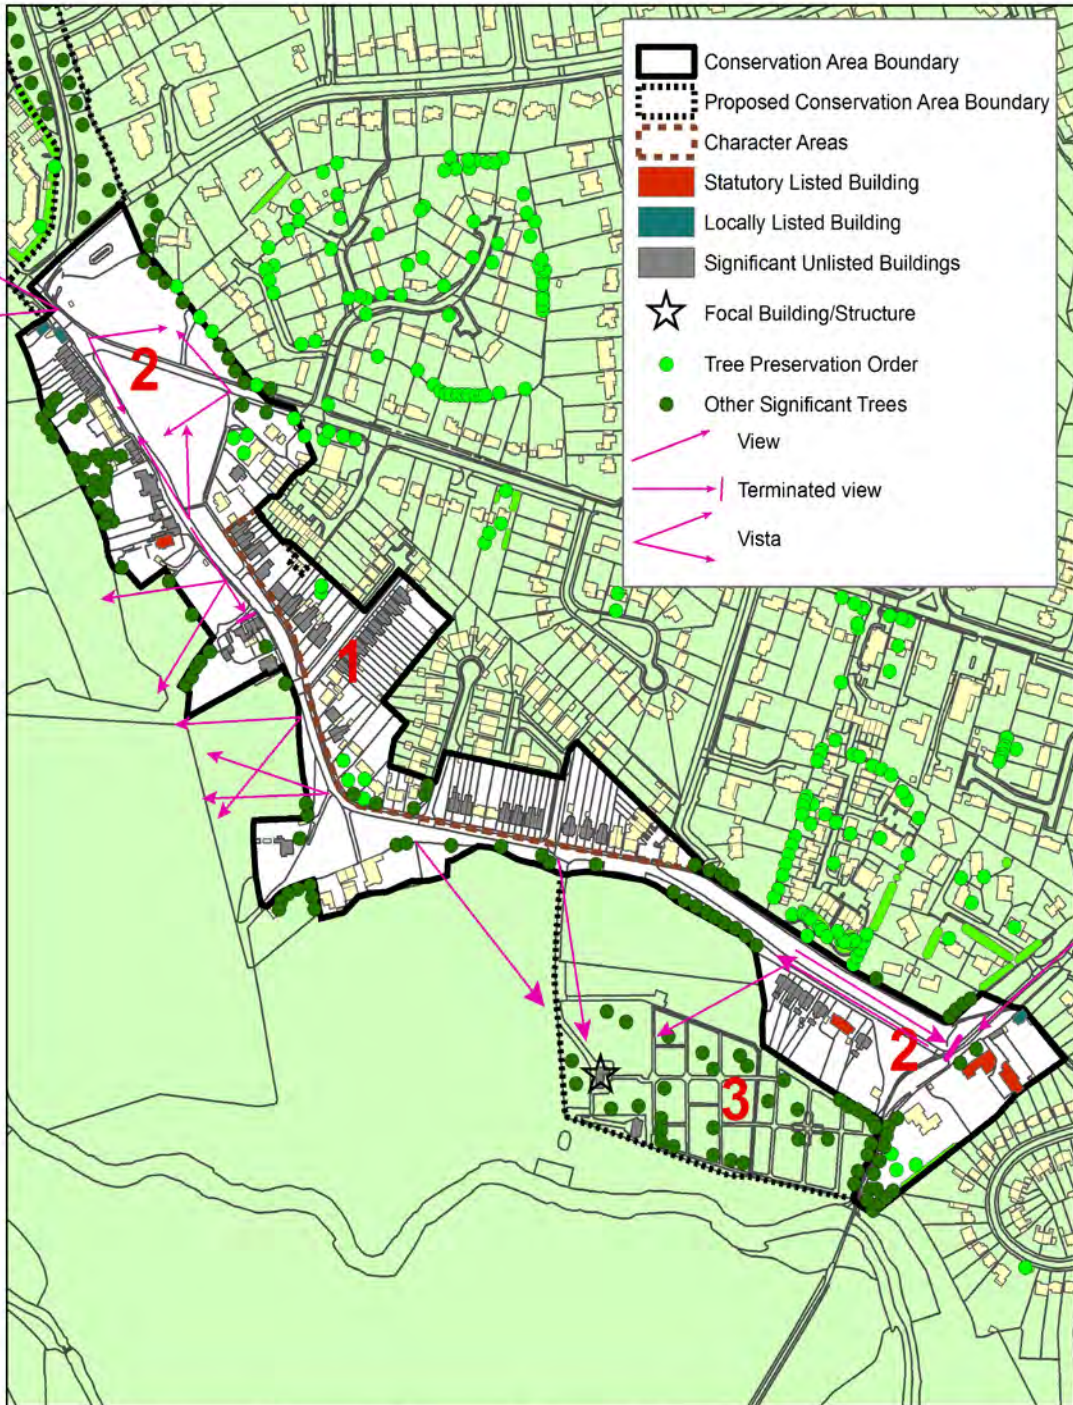 Conservation Area Boundary
Proposed Conservation Area Boundary
Character Areas
Statutory Listed Building
Locally Listed Building
Significant Unlisted Buildings
Focal Building/Structure
Tree Preservation Order
Other Significant Trees
View
Terminated view
Vista
2
1
2
3